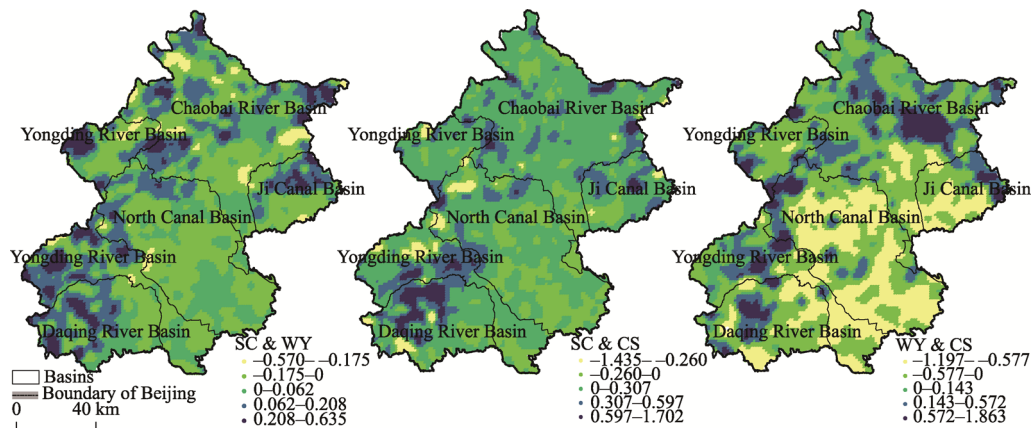 Chaobai River Basin
Yongding River Basin
Ji Canal Basin
North Canal Basin
Yongding River Basin
Daqing River Basin
SC & WY
−0.570–−0.175
−0.175–0
0–0.062
0.062–0.208
0.208–0.635
Basins
Boundary of Beijing
0 40 km
Chaobai River Basin
Yongding River Basin
Ji Canal Basin
North Canal Basin
Yongding River Basin
Daqing River Basin
SC & CS
−1.435–−0.260
−0.260–0
0–0.307
0.307–0.597
0.597–1.702
Chaobai River Basin
Yongding River Basin
Ji Canal Basin
North Canal Basin
Yongding River Basin
Daqing River Basin
WY & CS
−1.197–−0.577
−0.577–0
0–0.143
0.143–0.572
0.572–1.863